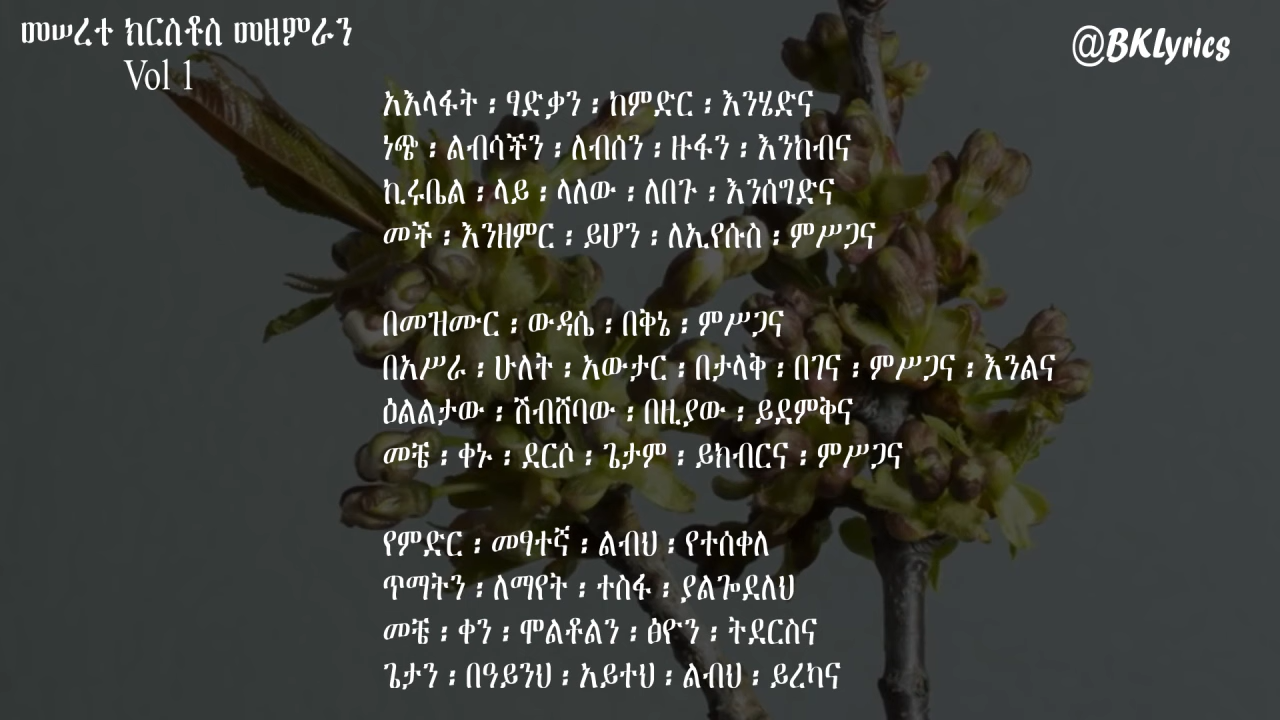 መሠረተ ክርስቶስ መዘምራን
Vol 1
@BKLyrics
አእላፋት ፡ ፃድቃን ፡ ከምድር ፡ እንሄድና
ነጭ ፡ ልብሳችን ፡ ለብሰን ፡ ዙፋን ፡ እንከብና
ኪሩቤል ፡ ላይ ፡ ላለው ፡ ለበጉ ፡ እንሰግድና
መች ፡ እንዘምር ፡ ይሆን ፡ ለኢየሱስ ፡ ምሥጋና
በመዝሙር ፡ ውዳሴ ፡ በቅኔ ፡ ምሥጋና
በአሥራ ፡ ሁለት ፡ አውታር ፡ በታላቅ ፡ በገና ፡ ምሥጋና ፡ እንልና
ዕልልታው ፡ ሽብሸባው ፡ በዚያው ፡ ይደምቅና
መቼ ፡ ቀኑ ፡ ደርሶ ፡ ጌታም ፡ ይክብርና ፡ ምሥጋና
የምድር ፡ መፃተኛ ፡ ልብህ ፡ የተሰቀለ
ጥማትን ፡ ለማየት ፡ ተስፋ ፡ ያልጐደለህ
መቼ ፡ ቀን ፡ ሞልቶልን ፡ ፅዮን ፡ ትደርስና
ጌታን ፡ በዓይንህ ፡ አይተህ ፡ ልብህ ፡ ይረካና